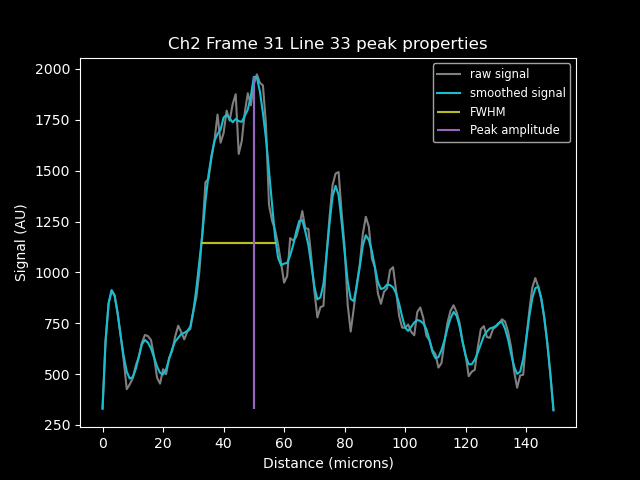 Ch2 Frame 31 Line 33 peak properties
raw signal
smoothed signal
FWHM
Peak amplitude
Signal (AU)
2000
1750
1500
1250
1000
750
500
250
0 20 40 60 80 100 120 140
Distance (microns)